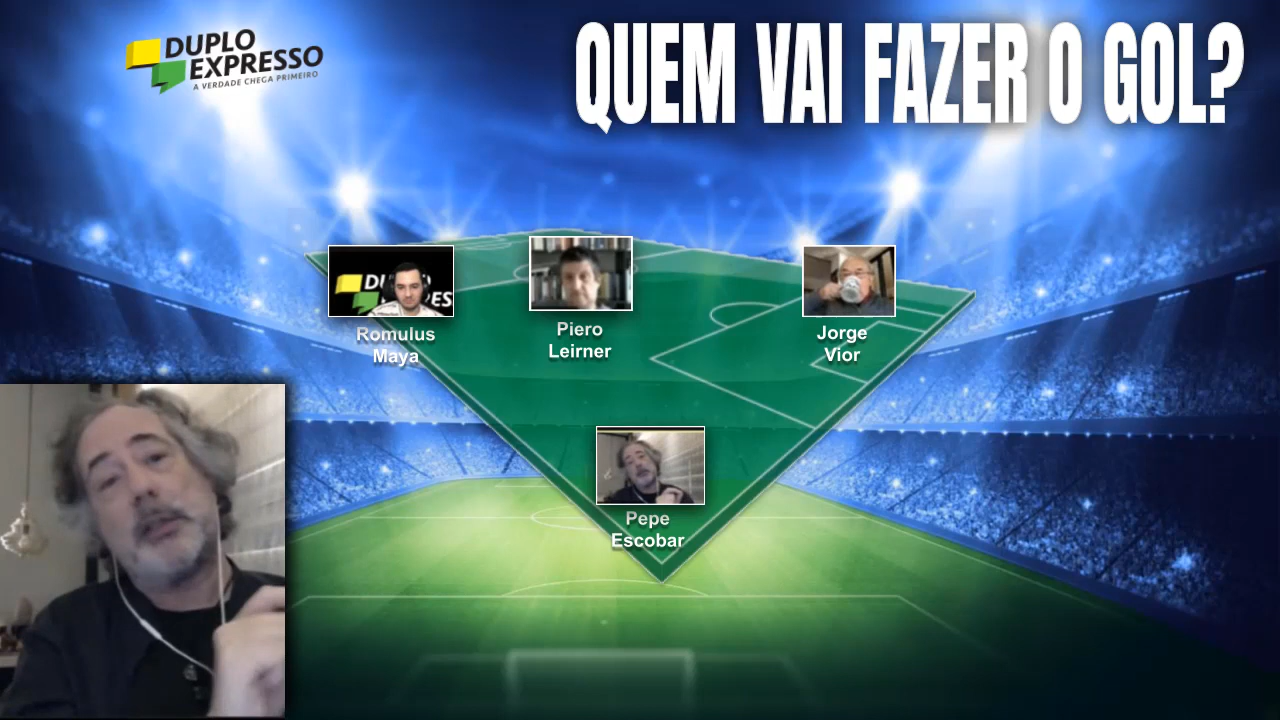 DUPLO
EXPRESSO
A VERDADE CHEGA PRIMEIRO
QUEM VAI FAZER O GOL?
Romulus
Maya
Piero
Leirner
Jorge
Vior
Pepe
Escobar